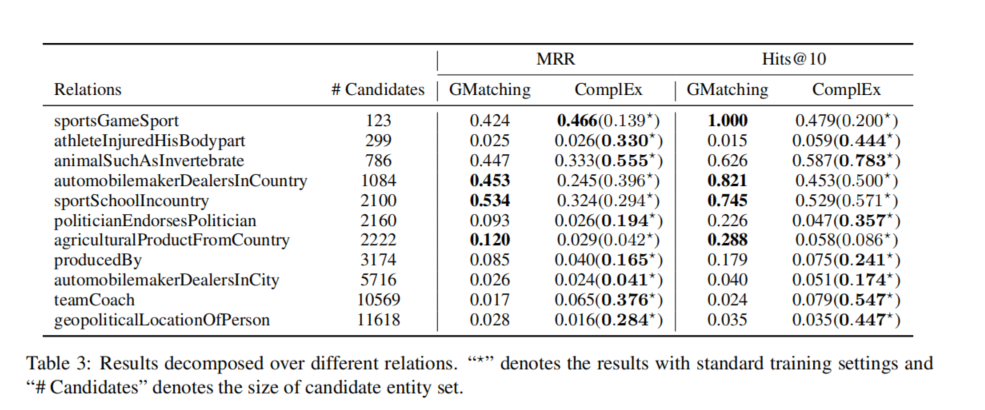 MRR Hits@10
Relations # Candidates GMatching ComplEx GMatching ComplEx
sportsGameSport 123 0.424 0.466(0.139*) 1.000 0.479(0.200*)
athleteInjuredHisBodypart 299 0.025 0.026(0.330*) 0.015 0.059(0.444*)
animalSuchAsInvertebrate 786 0.447 0.333(0.555*) 0.626 0.587(0.783*)
automobilemakerDealersInCountry 1084 0.453 0.245(0.396*) 0.821 0.453(0.500*)
sportSchoolIncountry 2100 0.534 0.324(0.294*) 0.745 0.529(0.571*)
politicianEndorsesPolitician 2160 0.093 0.026(0.194*) 0.226 0.047(0.357*)
agriculturalProductFromCountry 2222 0.120 0.029(0.042*) 0.288 0.058(0.086*)
producedBy 3174 0.085 0.040(0.165*) 0.179 0.075(0.241*)
automobilemakerDealersInCity 5716 0.026 0.024(0.041*) 0.040 0.051(0.174*)
teamCoach 10569 0.017 0.065(0.376*) 0.024 0.079(0.547*)
geopoliticalLocationOfPerson 11618 0.028 0.016(0.284*) 0.035 0.035(0.447*)
Table 3: Results decomposed over different relations. “*” denotes the results with standard training settings and
“# Candidates” denotes the size of candidate entity set.